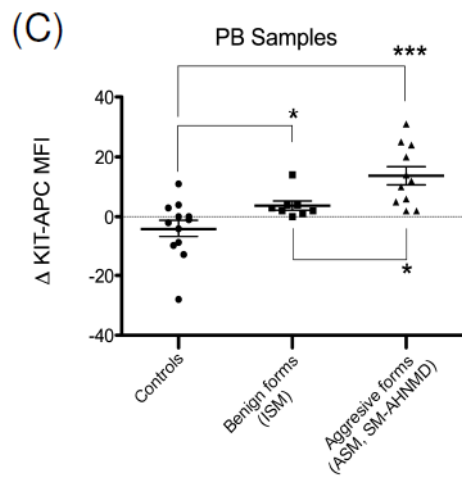 (C)
PB Samples
***
*
*
Δ KIT-APC MFI
40
20
0
-20
-40
Controls
Benign forms
(ISM)
Aggresive forms
(ASM, SM-AHNMD)